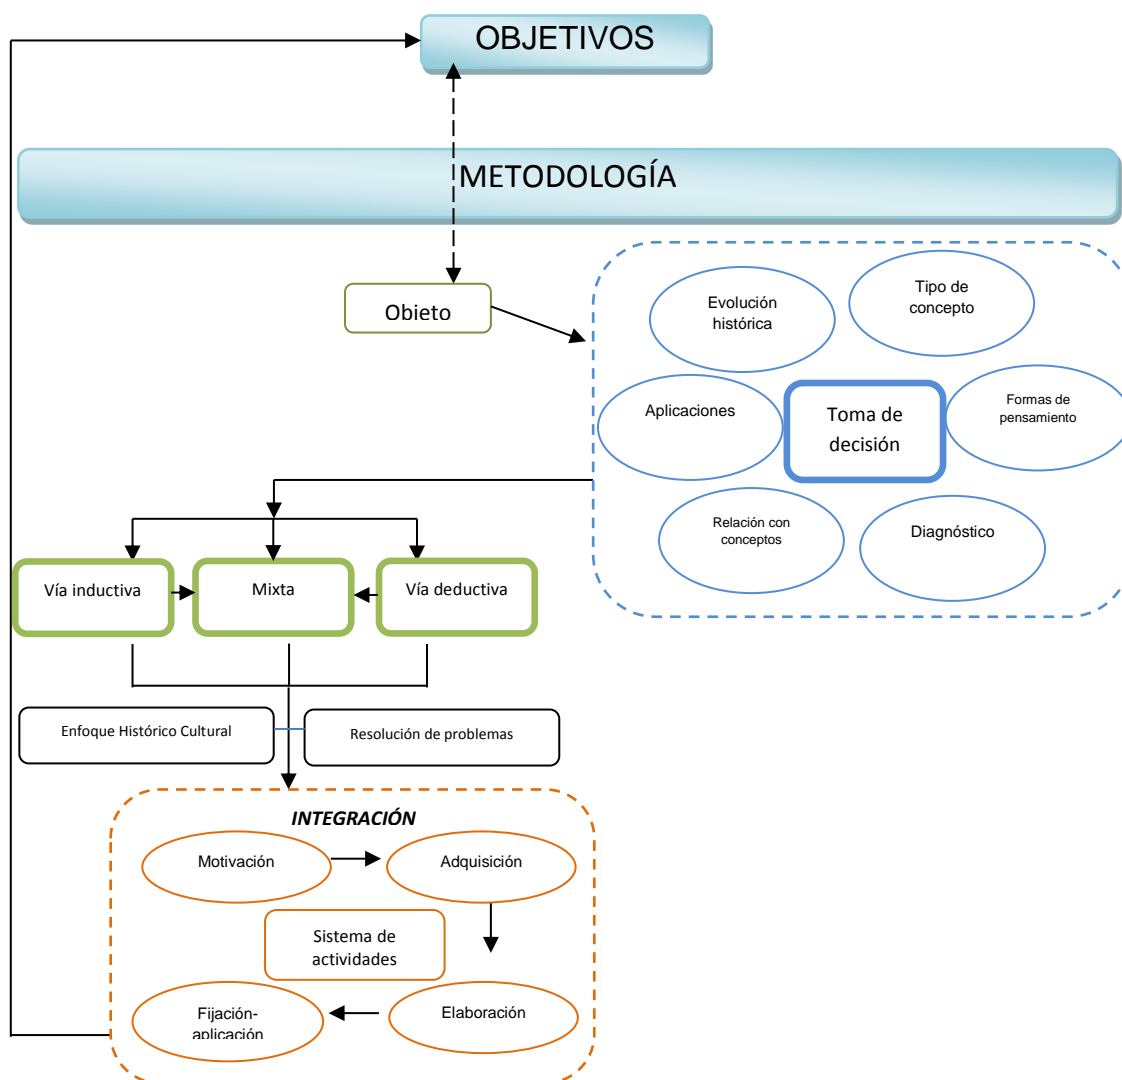 OBJETIVOS
METODOLOGÍA
Objeto
Evolución
histórica
Tipo de
concepto
Aplicaciones
Toma de
decisión
Formas de
pensamiento
Relación con
conceptos
Diagnóstico
Vía inductiva
Mixta
Vía deductiva
Enfoque Histórico Cultural
Resolución de problemas
INTEGRACIÓN
Motivación
Adquisición
Sistema de
actividades
Fijación-
aplicación
Elaboración